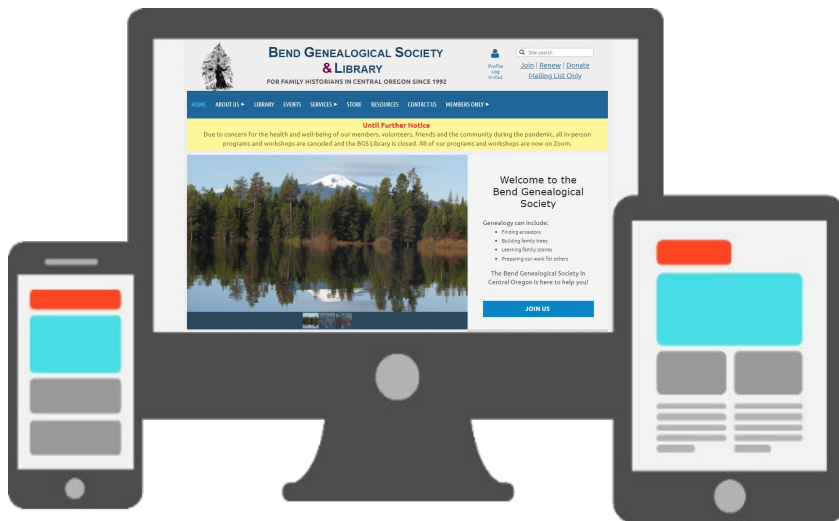 BEND GENEALOGICAL SOCIETY
& LIBRARY
FOR FAMILY HISTORIANS IN CENTRAL OREGON SINCE 1992
Profile
Log
In-Out
Site search
Join | Renew | Donate
Mailing List Only
HOME ABOUT US ► LIBRARY EVENTS SERVICES ► STORE RESOURCES CONTACT US MEMBERS ONLY ►
Until Further Notice
Due to concern for the health and well-being of our members, volunteers, friends and the community during the pandemic, all in-person
programs and workshops are canceled and the BGS Library is closed. All of our programs and workshops are now on Zoom.
Welcome to the
Bend Genealogical
Society
Genealogy can include:
• Finding ancestors
• Building family trees
• Learning family stories
• Preparing our work for others
The Bend Genealogical Society in
Central Oregon is here to help you!
JOIN US